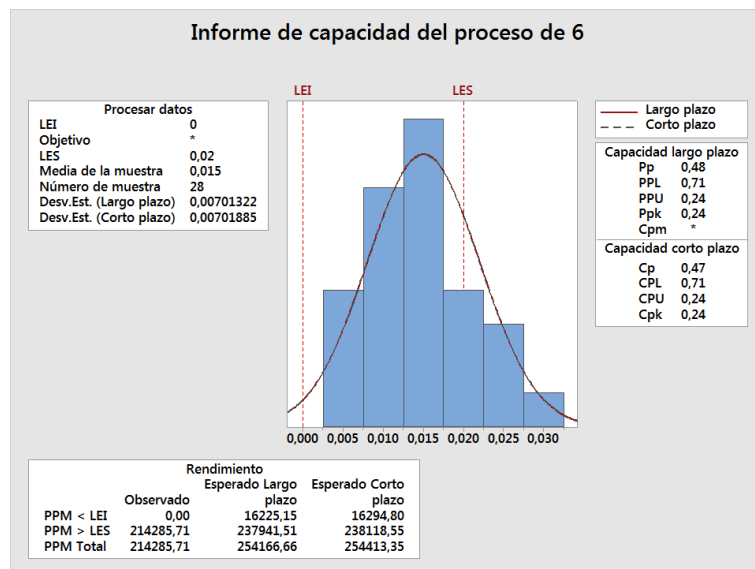 Informe de capacidad del proceso de 6
LEI LES
Procesar datos
LEI 0
Objetivo *
LES 0,02
Media de la muestra 0,015
Número de muestra 28
Desv.Est. (Largo plazo) 0,00701322
Desv.Est. (Corto plazo) 0,00701885
Largo plazo
Corto plazo
Capacidad largo plazo
Pp 0,48
PPL 0,71
PPU 0,24
Ppk 0,24
Cpm *
Capacidad corto plazo
Cp 0,47
CPL 0,71
CPU 0,24
Cpk 0,24
0,000 0,005 0,010 0,015 0,020 0,025 0,030
Rendimiento
Esperado Largo Esperado Corto
Observado plazo plazo
PPM < LEI 0,00 16225,15 16294,80
PPM > LES 214285,71 237941,51 238118,55
PPM Total 214285,71 254166,66 254413,35